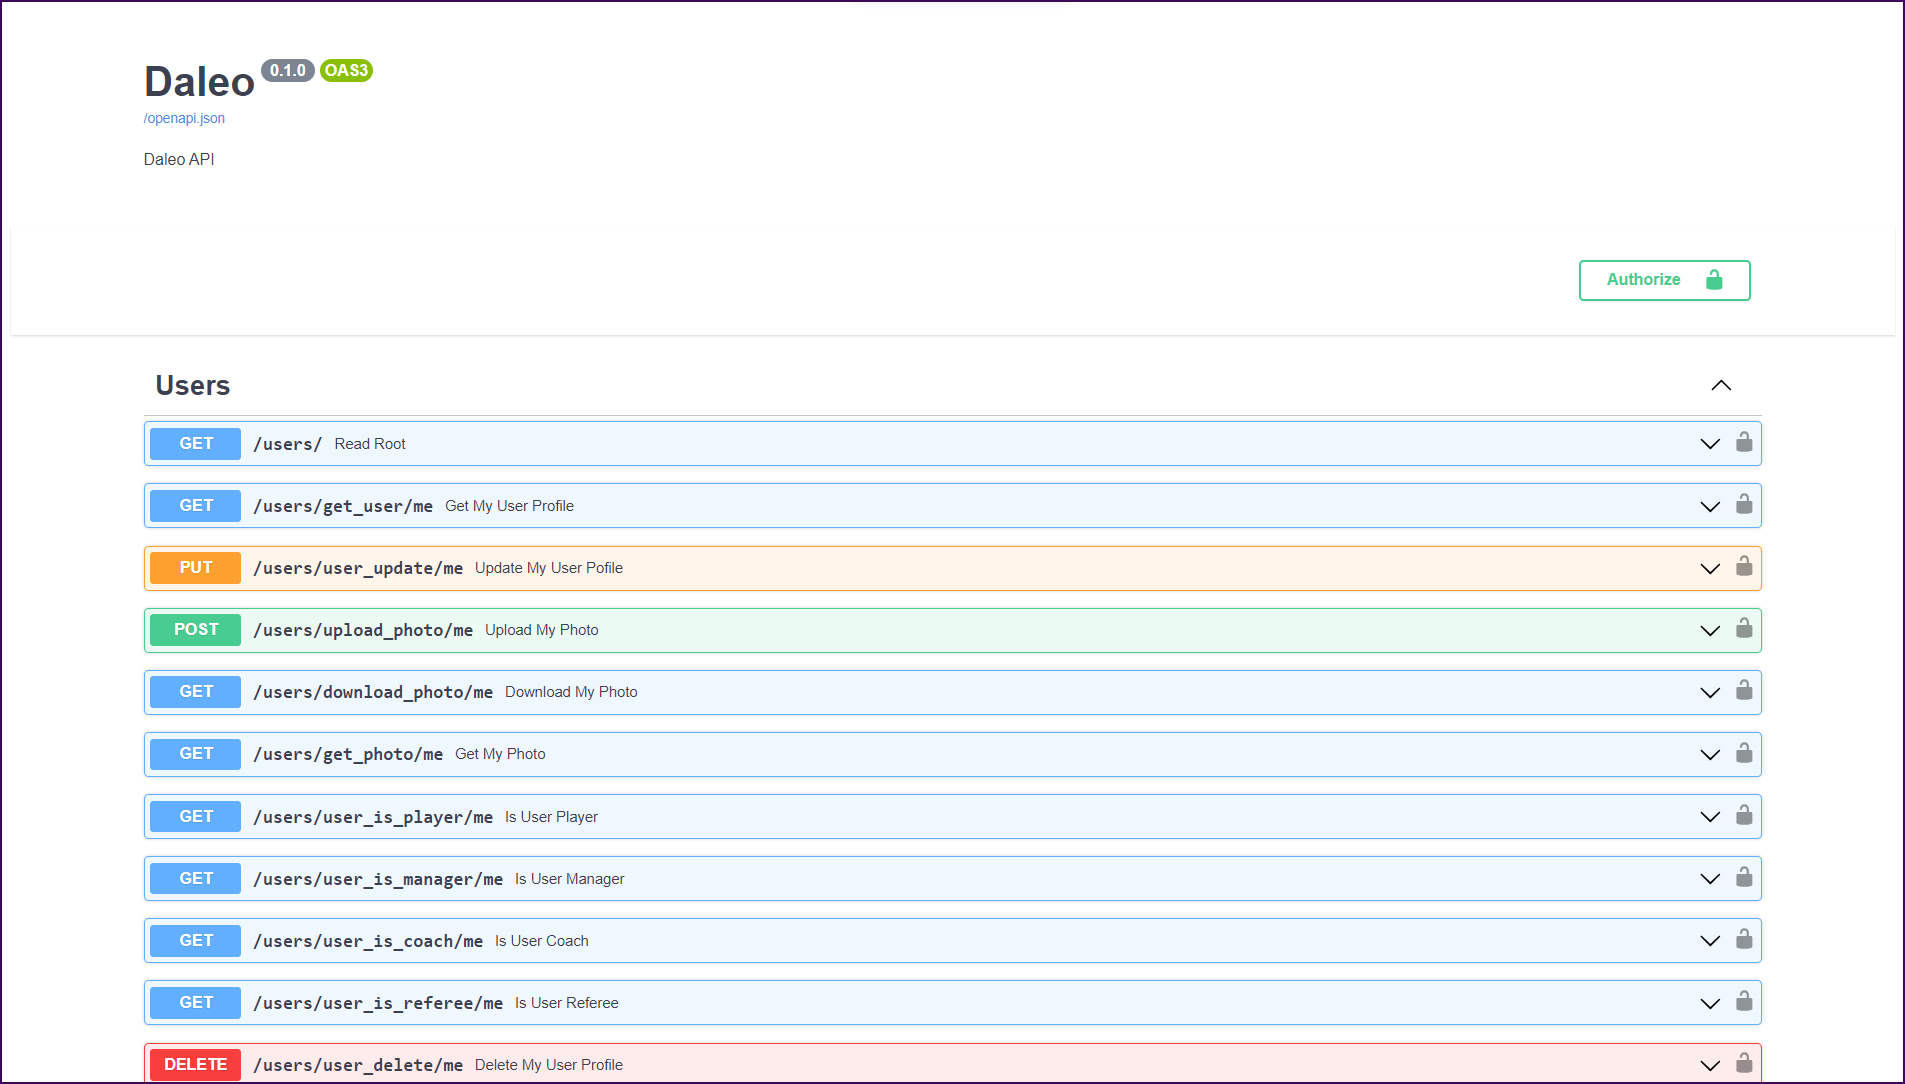 Daleo 0.1.0 OAS3
/openapi.json
Daleo API
Authorize
Users
GET /users/ Read Root
GET /users/get_user/me Get My User Profile
PUT /users/user_update/me Update My User Pofile
POST /users/upload_photo/me Upload My Photo
GET /users/download_photo/me Download My Photo
GET /users/get_photo/me Get My Photo
GET /users/user_is_player/me Is User Player
GET /users/user_is_manager/me Is User Manager
GET /users/user_is_coach/me Is User Coach
GET /users/user_is_referee/me Is User Referee
DELETE /users/user_delete/me Delete My User Profile